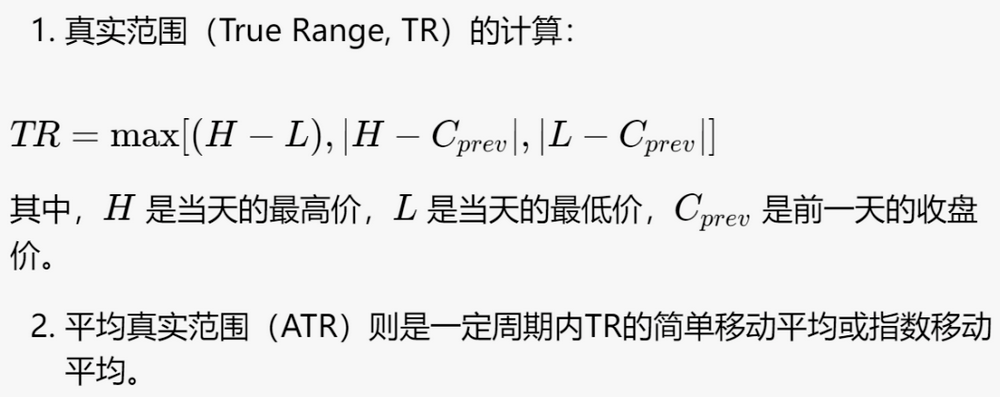 1. 真实范围（True Range, TR）的计算：
TR = max[(H − L), |H − C_{prev}|, |L − C_{prev}|]
其中，H 是当天的最高价，L 是当天的最低价，C_{prev} 是前一天的收盘
价。
2. 平均真实范围（ATR）则是一定周期内TR的简单移动平均或指数移动
平均。